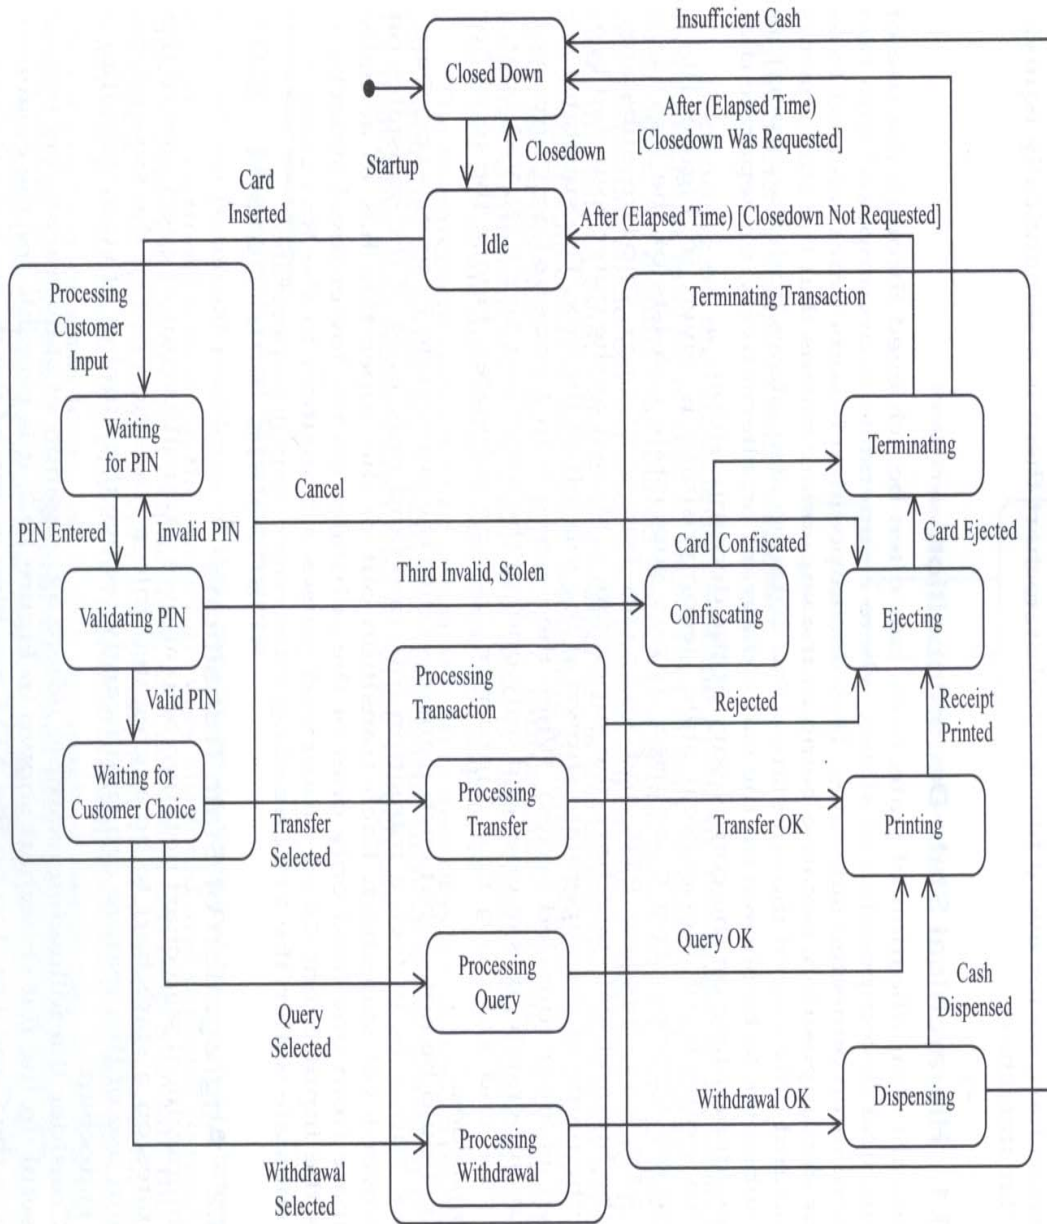 Insufficient Cash
Closed Down
After (Elapsed Time)
[Closedown Was Requested]
Startup
Closedown
Card
Inserted
Idle
After (Elapsed Time) [Closedown Not Requested]
Processing
Customer
Input
Terminating Transaction
Waiting
for PIN
Terminating
Cancel
PIN Entered
Invalid PIN
Card Confiscated
Card Ejected
Third Invalid, Stolen
Validating PIN
Confiscating
Ejecting
Valid PIN
Processing
Transaction
Rejected
Receipt
Printed
Waiting for
Customer Choice
Processing
Transfer
Printing
Transfer
Selected
Transfer OK
Query OK
Processing
Query
Cash
Dispensed
Query
Selected
Withdrawal OK
Dispensing
Processing
Withdrawal
Withdrawal
Selected